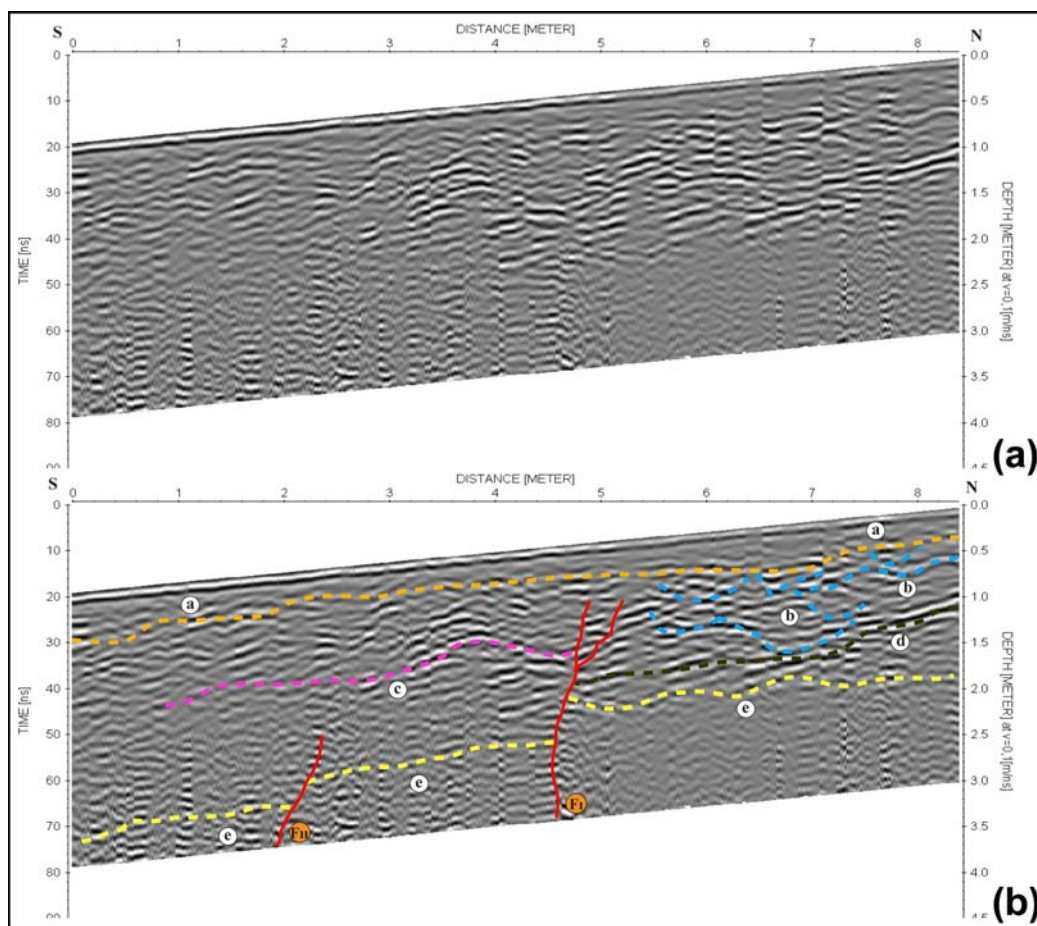 S DISTANCE [METER] N
0 1 2 3 4 5 6 7 8
0 0.0
10 0.5
20 1.0
30 1.5
40 2.0
50 2.5
60 3.0
70 3.5
80 4.0
TIME [ns]
DEPTH [METER] at v=0,1[m/ns]
(a)
S DISTANCE [METER] N
0 1 2 3 4 5 6 7 8
0 0.0
10 0.5
20 1.0
30 1.5
40 2.0
50 2.5
60 3.0
70 3.5
80 4.0
TIME [ns]
DEPTH [METER] at v=0,1[m/ns]
a
a
b
b
d
c
e
e
e
FI
FII
(b)